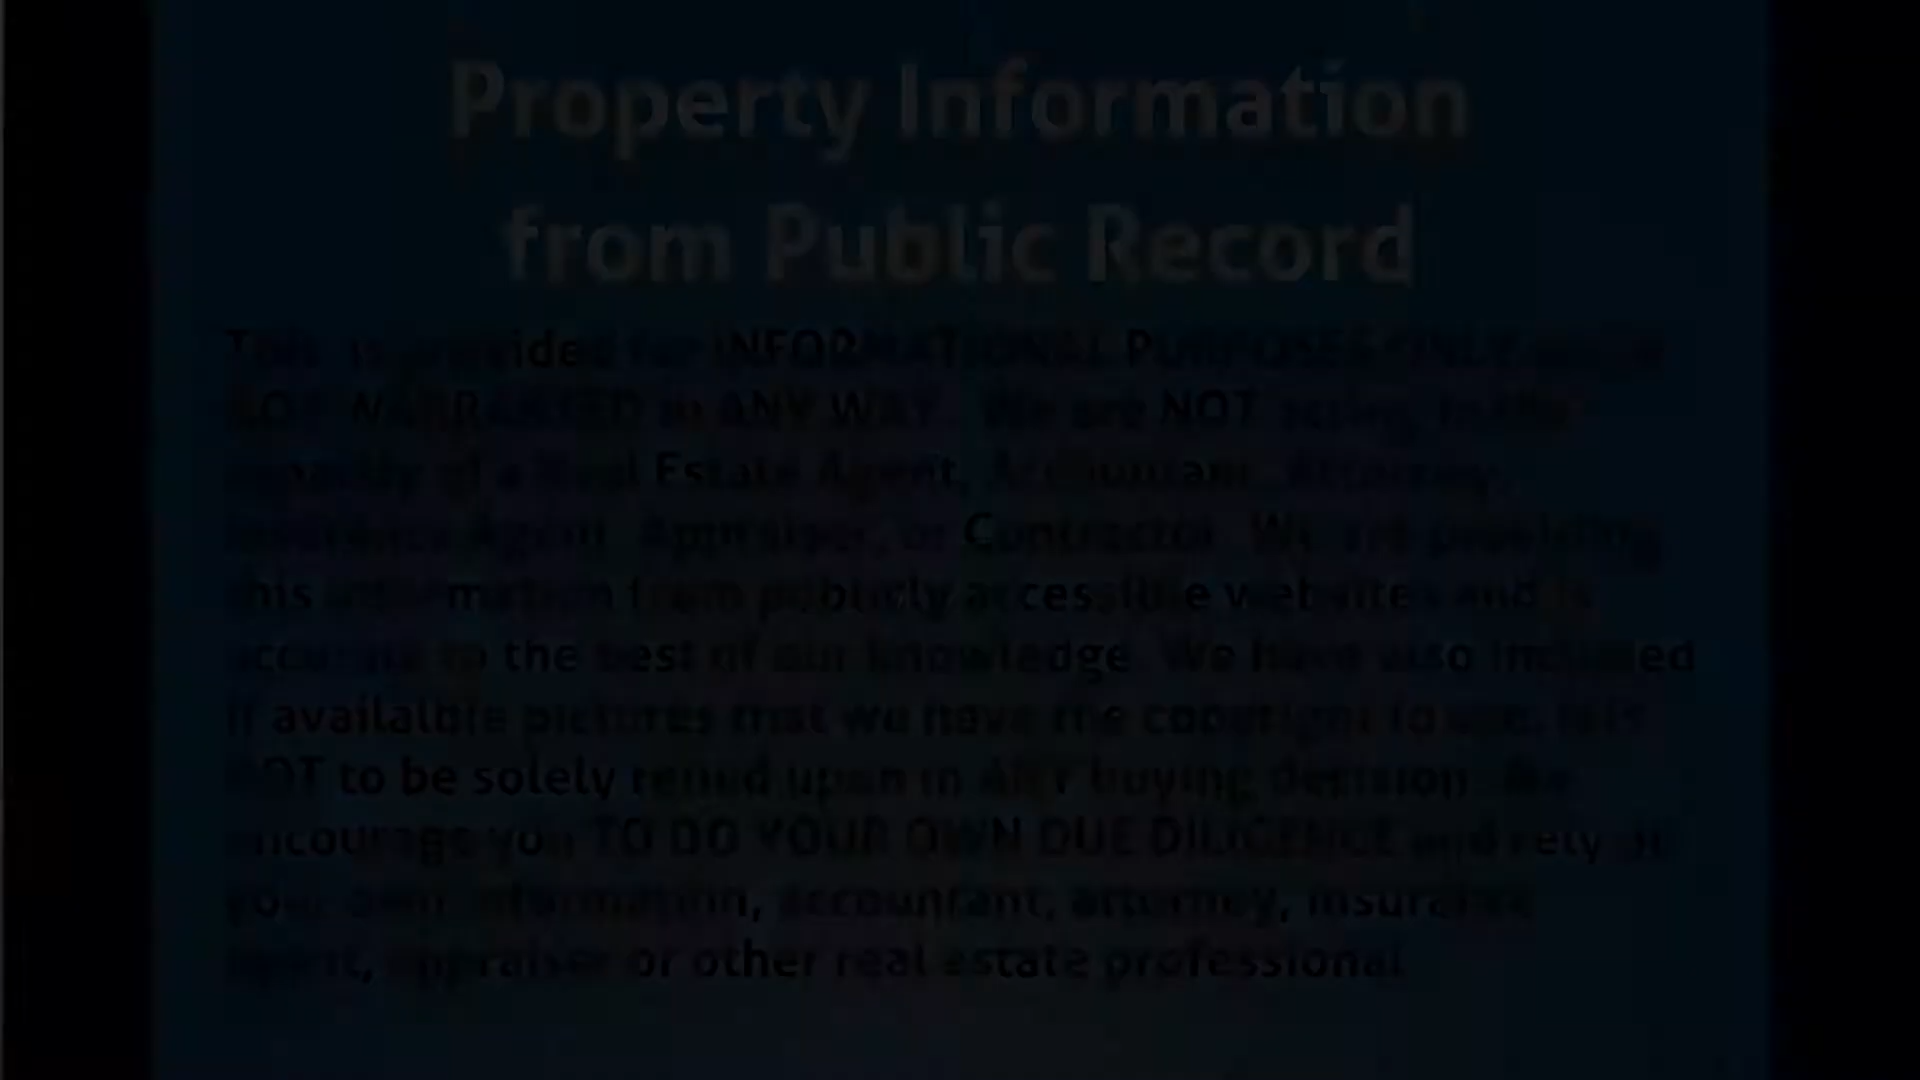 Property Information
from Public Record
This is provided for INFORMATIONAL PURPOSES ONLY and is
NOT WARRANTED in ANY WAY. We are NOT acting in the
capacity of a Real Estate Agent, Accountant, Attorney,
Insurance Agent, Appraiser, or Contractor. We are providing
this information from publicly accessible websites and is
accurate to the best of our knowledge. We have also included
if availalble pictures that we have the to use.
NOT to be solely relied upon in ANY buying decision. We
encourage you TO DO YOUR OWN DUE DILIGENCE and rely on
your own information, accountant, attorney, insurance
agent, appraiser or other real estate professional